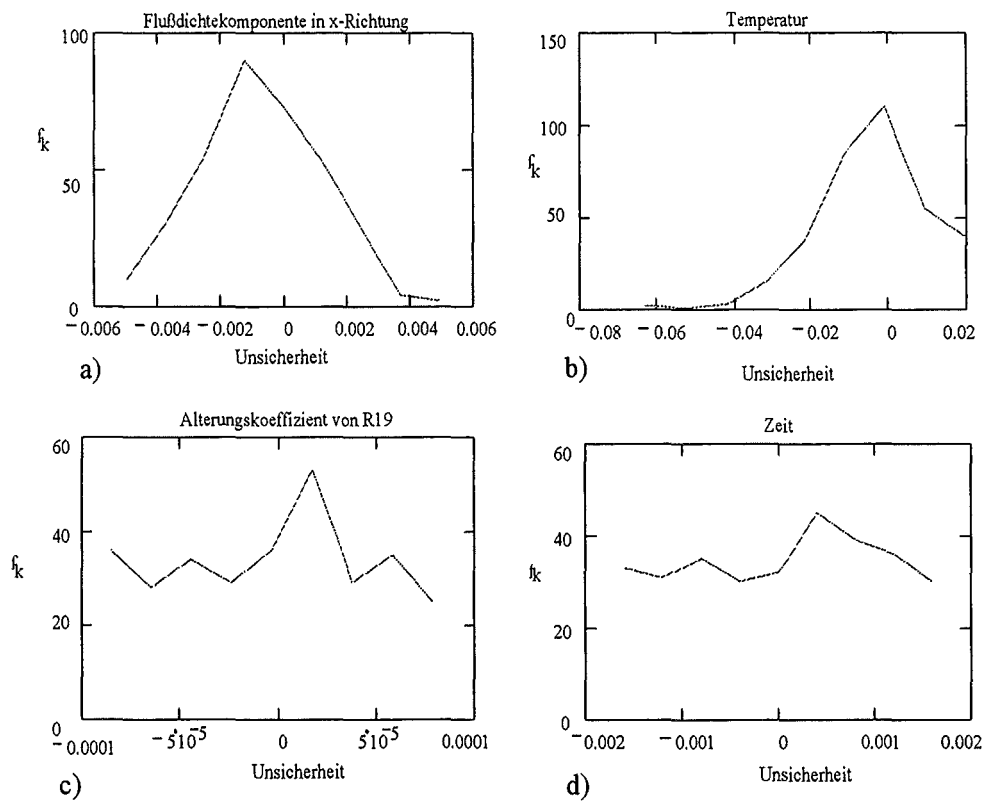 Flußdichtekomponente in x-Richtung
100
50
0
f_k
−0.006 −0.004 −0.002 0 0.002 0.004 0.006
Unsicherheit
a)
Temperatur
150
100
50
0
f_k
−0.08 −0.06 −0.04 −0.02 0 0.02
Unsicherheit
b)
Alterungskoeffizient von R19
60
40
20
0
f_k
−0.0001 −5·10⁻⁵ 0 5·10⁻⁵ 0.0001
Unsicherheit
c)
Zeit
60
40
20
0
f_k
−0.002 −0.001 0 0.001 0.002
Unsicherheit
d)